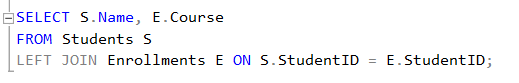 SELECT S.Name, E.Course
FROM Students S
LEFT JOIN Enrollments E ON S.StudentID = E.StudentID;